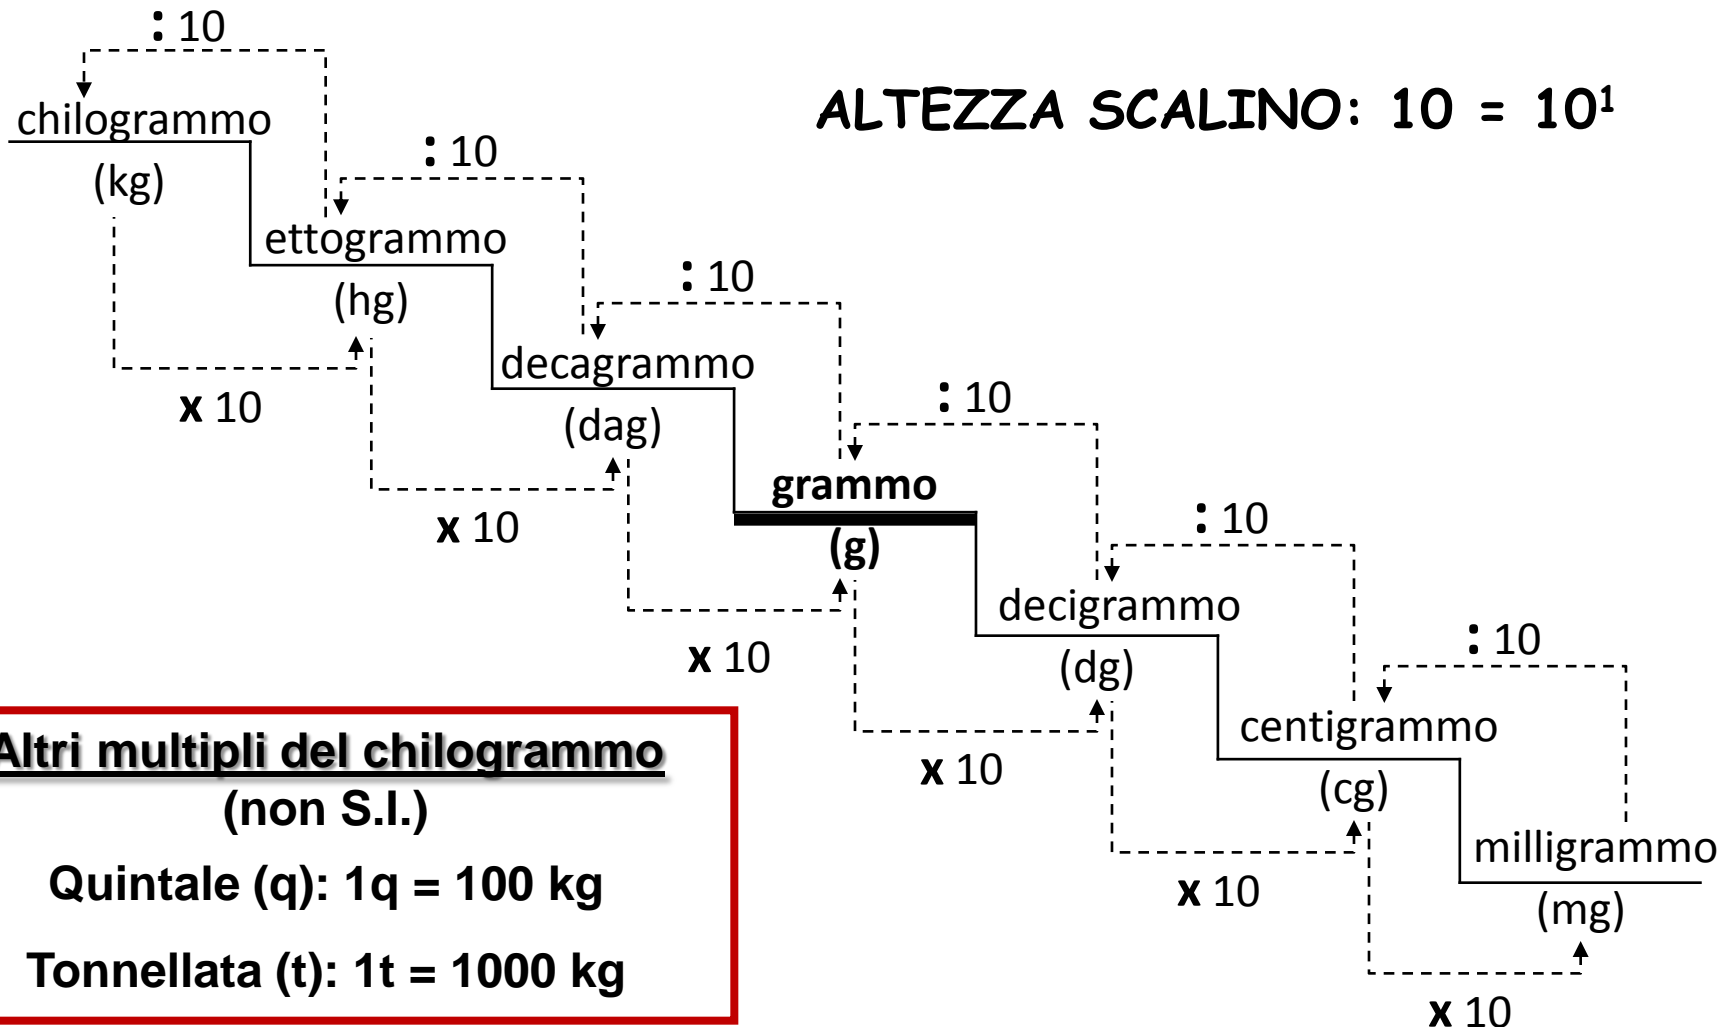 : 10
ALTEZZA SCALINO: 10 = 10¹
chilogrammo
(kg)
: 10
ettogrammo
(hg)
x 10
: 10
decagrammo
(dag)
x 10
: 10
grammo
(g)
x 10
: 10
decigrammo
(dg)
x 10
: 10
centigrammo
(cg)
x 10
milligrammo
(mg)
x 10
Altri multipli del chilogrammo
(non S.I.)
Quintale (q): 1q = 100 kg
Tonnellata (t): 1t = 1000 kg